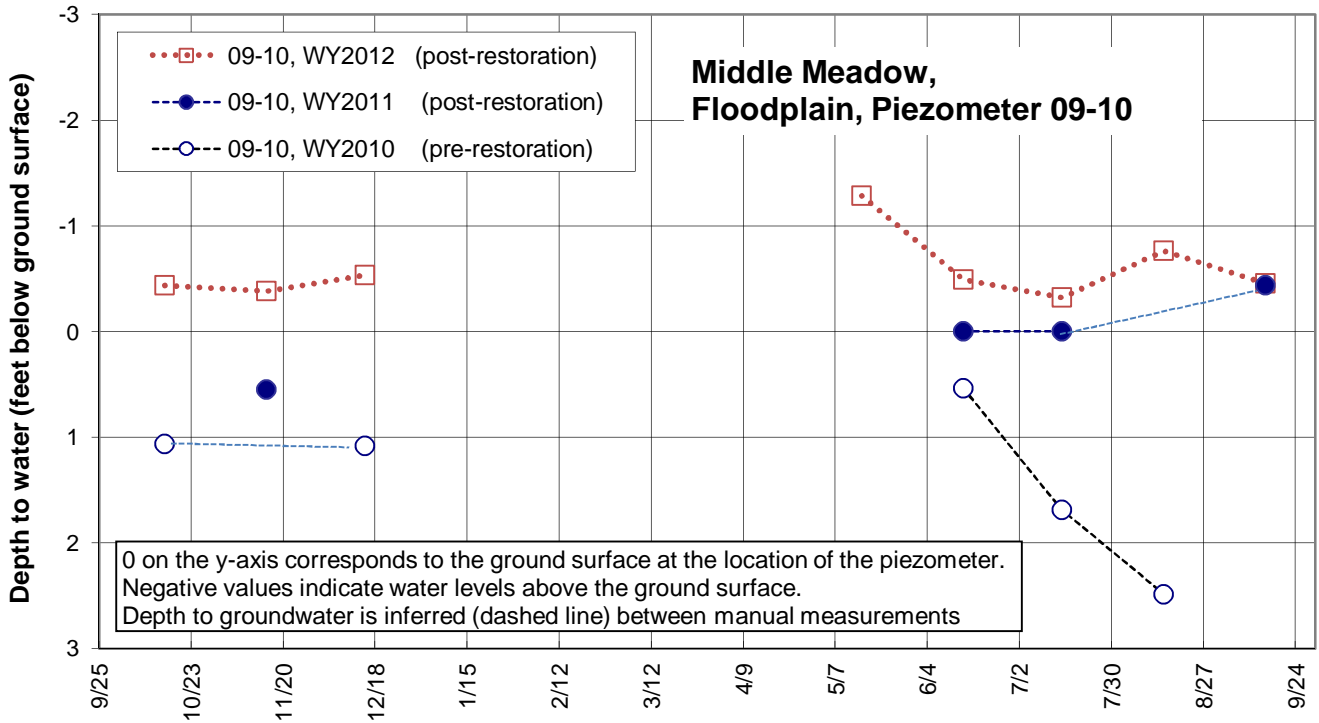 -3
-2
-1
0
1
2
3
Depth to water (feet below ground surface)
09-10, WY2012 (post-restoration)
09-10, WY2011 (post-restoration)
09-10, WY2010 (pre-restoration)
Middle Meadow,
Floodplain, Piezometer 09-10
0 on the y-axis corresponds to the ground surface at the location of the piezometer.
Negative values indicate water levels above the ground surface.
Depth to groundwater is inferred (dashed line) between manual measurements
9/25
10/23
11/20
12/18
1/15
2/12
3/12
4/9
5/7
6/4
7/2
7/30
8/27
9/24